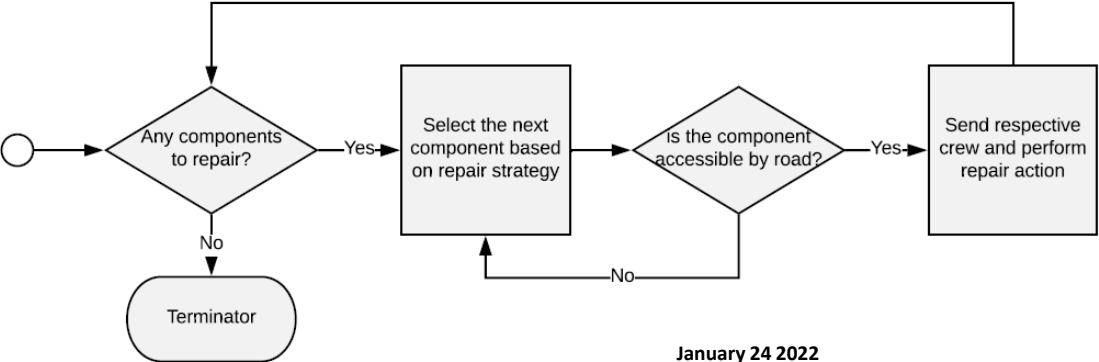 Any components
to repair?
Yes
Select the next
component based
on repair strategy
Is the component
accessible by road?
Yes
Send respective
crew and perform
repair action
No
No
Terminator
January 24 2022